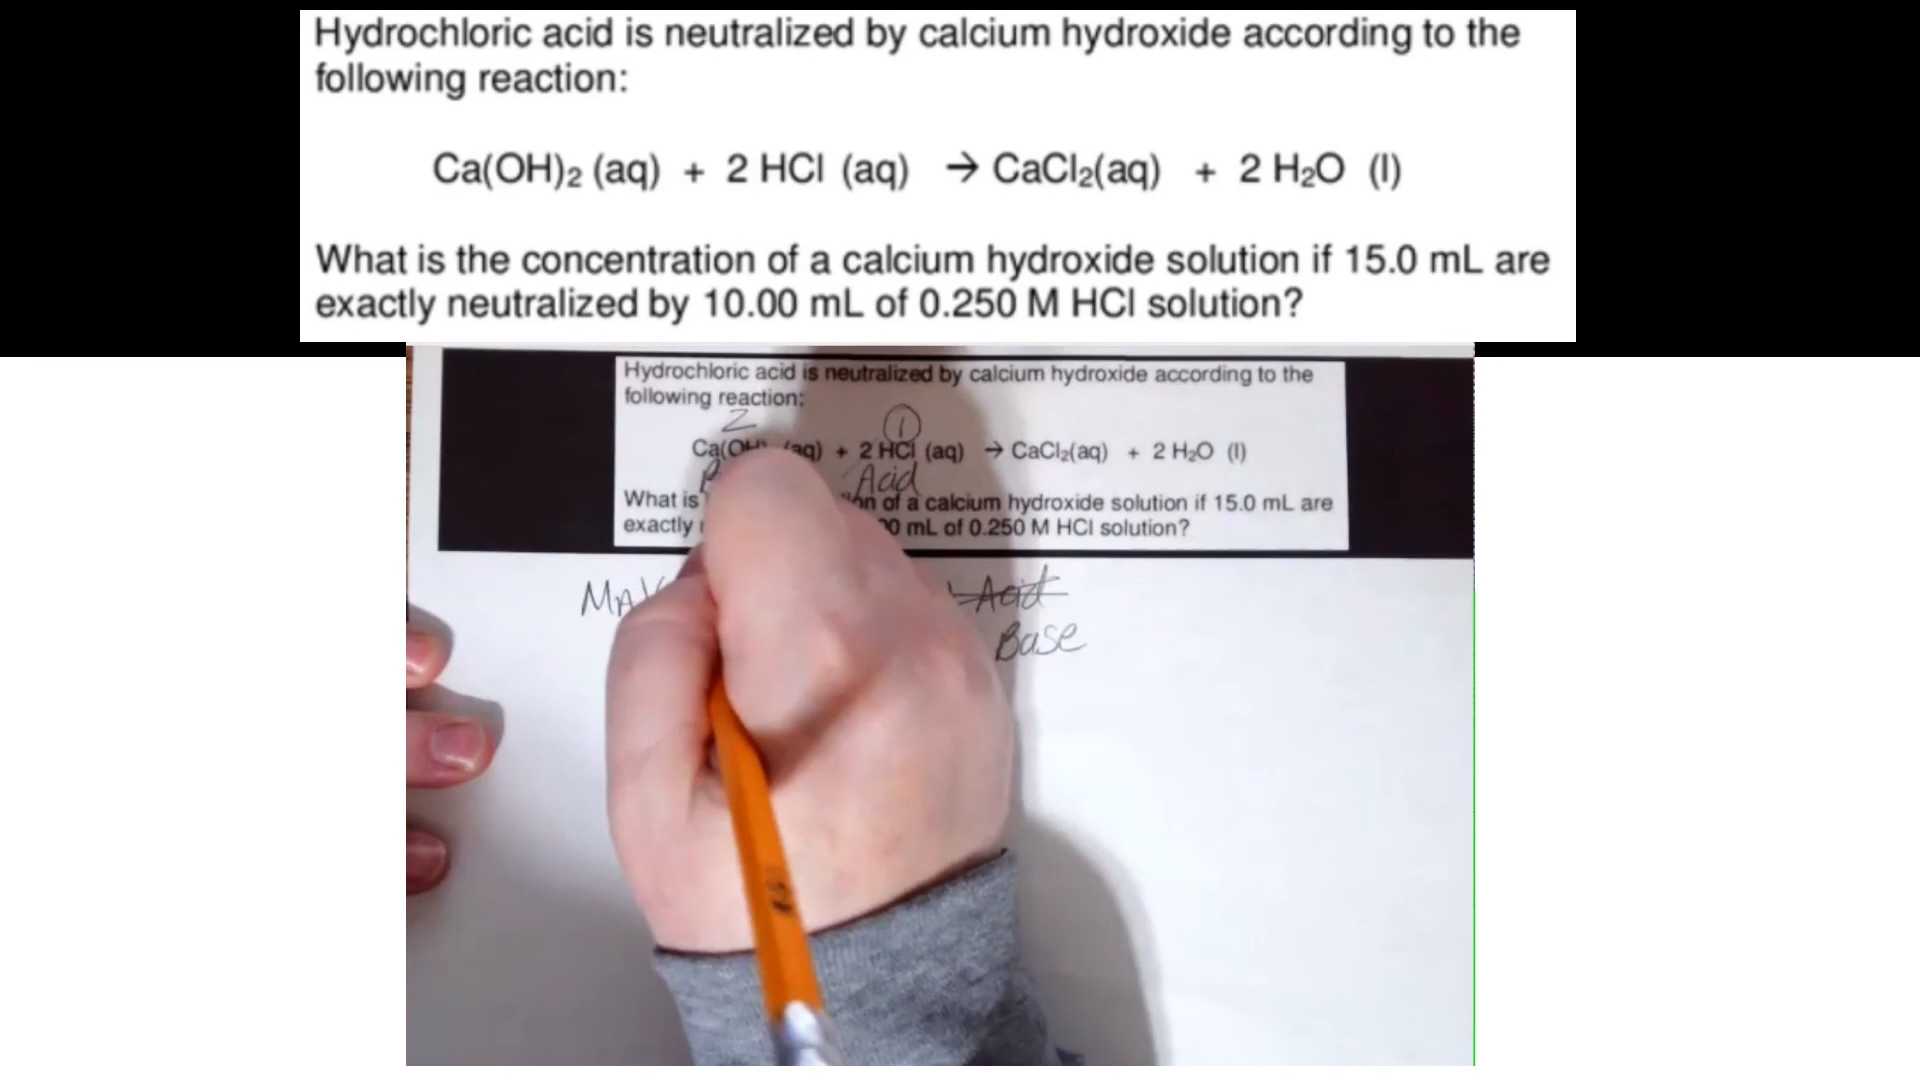 Hydrochloric acid is neutralized by calcium hydroxide according to the
following reaction:
Ca(OH)₂ (aq) + 2 HCl (aq) → CaCl₂(aq) + 2 H₂O (l)
What is the concentration of a calcium hydroxide solution if 15.0 mL are
exactly neutralized by 10.00 mL of 0.250 M HCl solution?
Hydrochloric acid is neutralized by calcium hydroxide according to the
following reaction:
2 1
(aq) + 2 HCl (aq) → CaCl₂(aq) + 2 H₂O (l)
Acid
What is of a calcium hydroxide solution if 15.0 mL are
exactly mL of 0.250 M HCl solution?
Acid
Base